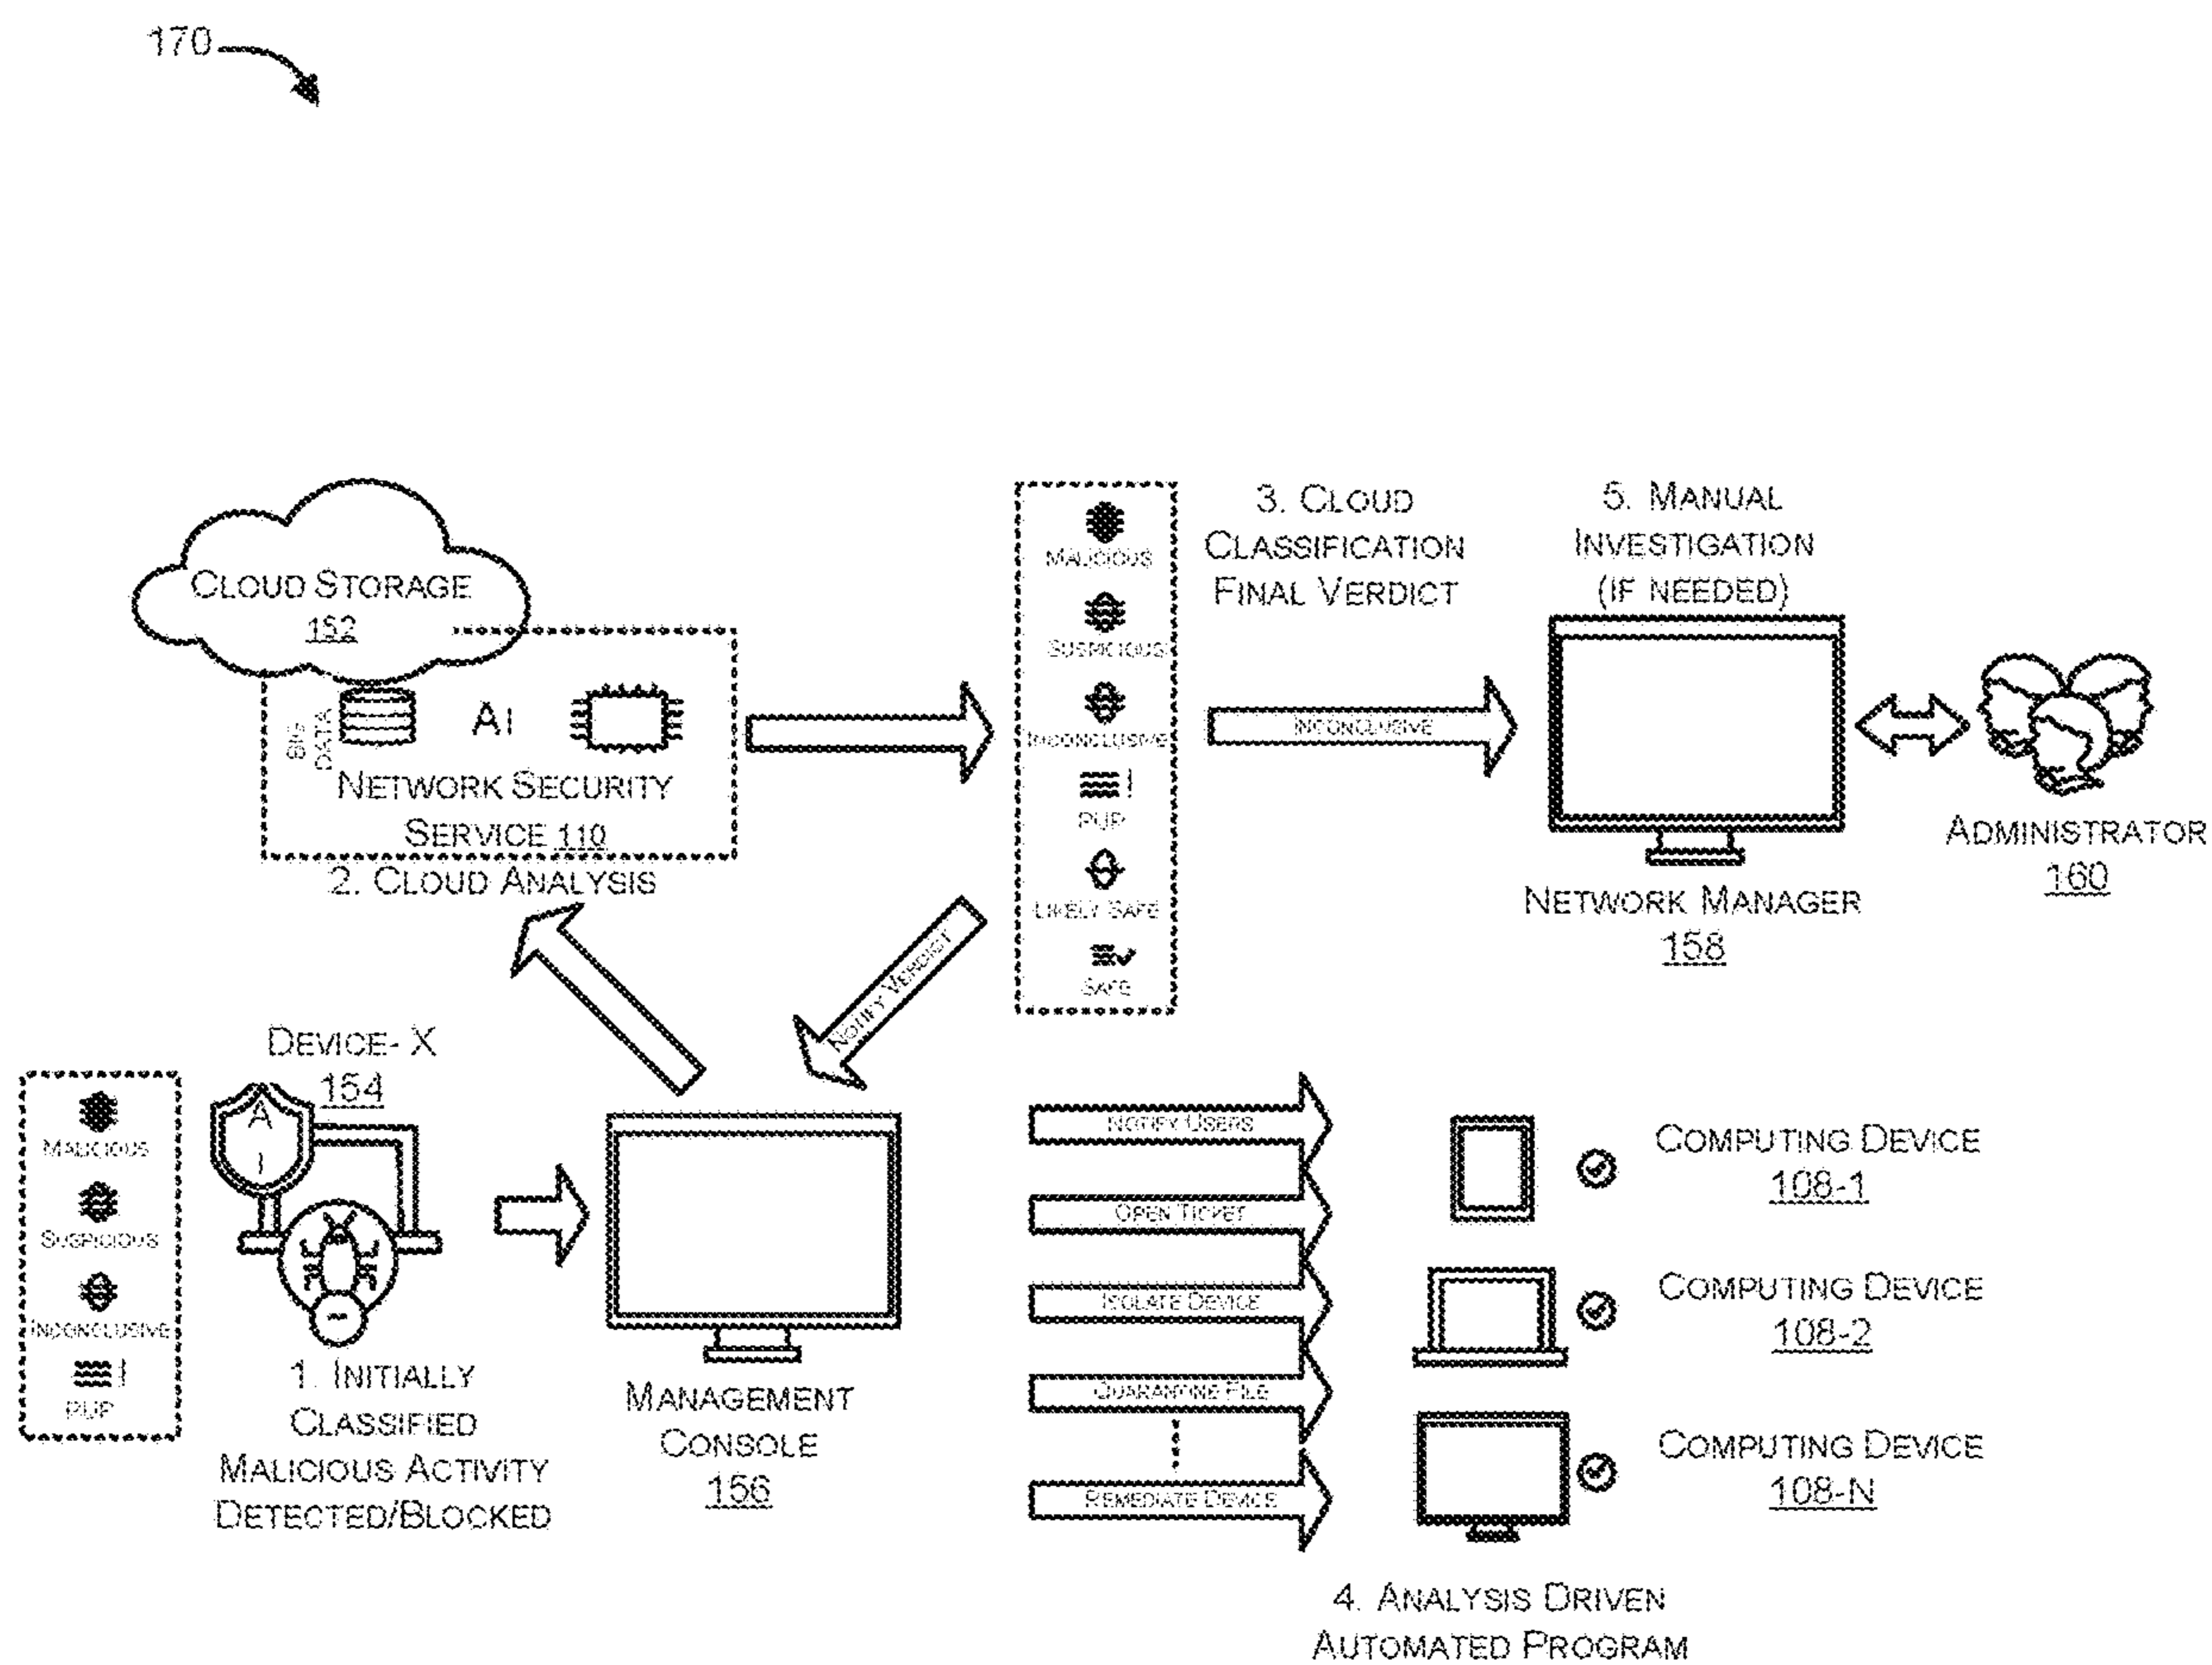 170
CLOUD STORAGE
152
BIG
DATA
AI
NETWORK SECURITY
SERVICE 110
2. CLOUD ANALYSIS
MALICIOUS
SUSPICIOUS
INCONCLUSIVE
PUP
LIKELY SAFE
SAFE
3. CLOUD
CLASSIFICATION
FINAL VERDICT
INCONCLUSIVE
5. MANUAL
INVESTIGATION
(IF NEEDED)
NETWORK MANAGER
158
ADMINISTRATOR
160
NOTIFY VERDICT
MALICIOUS
SUSPICIOUS
INCONCLUSIVE
PUP
DEVICE- X
154
A
I
1. INITIALLY
CLASSIFIED
MALICIOUS ACTIVITY
DETECTED/BLOCKED
MANAGEMENT
CONSOLE
156
NOTIFY USERS
OPEN TICKET
ISOLATE DEVICE
QUARANTINE FILE
REMEDIATE DEVICE
COMPUTING DEVICE
108-1
COMPUTING DEVICE
108-2
COMPUTING DEVICE
108-N
4. ANALYSIS DRIVEN
AUTOMATED PROGRAM